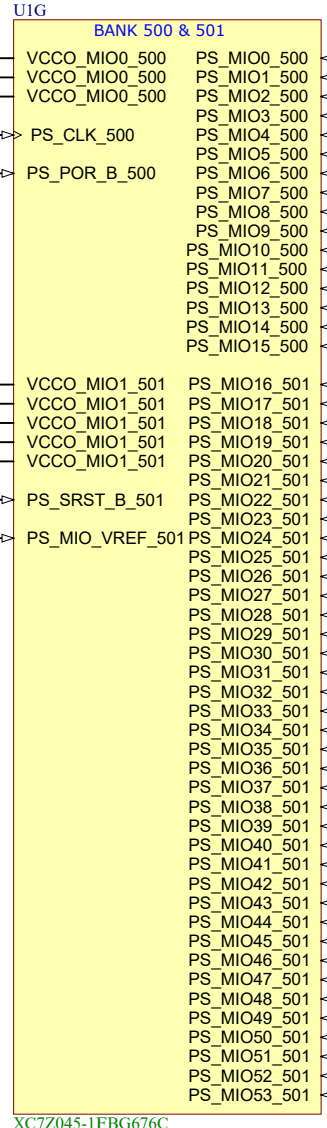 U1G
BANK 500 & 501
VCCO_MIO0_500 PS_MIO0_500
VCCO_MIO0_500 PS_MIO1_500
VCCO_MIO0_500 PS_MIO2_500
PS_MIO3_500
PS_CLK_500 PS_MIO4_500
PS_MIO5_500
PS_POR_B_500 PS_MIO6_500
PS_MIO7_500
PS_MIO8_500
PS_MIO9_500
PS_MIO10_500
PS_MIO11_500
PS_MIO12_500
PS_MIO13_500
PS_MIO14_500
PS_MIO15_500
VCCO_MIO1_501 PS_MIO16_501
VCCO_MIO1_501 PS_MIO17_501
VCCO_MIO1_501 PS_MIO18_501
VCCO_MIO1_501 PS_MIO19_501
VCCO_MIO1_501 PS_MIO20_501
PS_MIO21_501
PS_SRST_B_501 PS_MIO22_501
PS_MIO23_501
PS_MIO_VREF_501 PS_MIO24_501
PS_MIO25_501
PS_MIO26_501
PS_MIO27_501
PS_MIO28_501
PS_MIO29_501
PS_MIO30_501
PS_MIO31_501
PS_MIO32_501
PS_MIO33_501
PS_MIO34_501
PS_MIO35_501
PS_MIO36_501
PS_MIO37_501
PS_MIO38_501
PS_MIO39_501
PS_MIO40_501
PS_MIO41_501
PS_MIO42_501
PS_MIO43_501
PS_MIO44_501
PS_MIO45_501
PS_MIO46_501
PS_MIO47_501
PS_MIO48_501
PS_MIO49_501
PS_MIO50_501
PS_MIO51_501
PS_MIO52_501
PS_MIO53_501
XC7Z045-1FBG676C